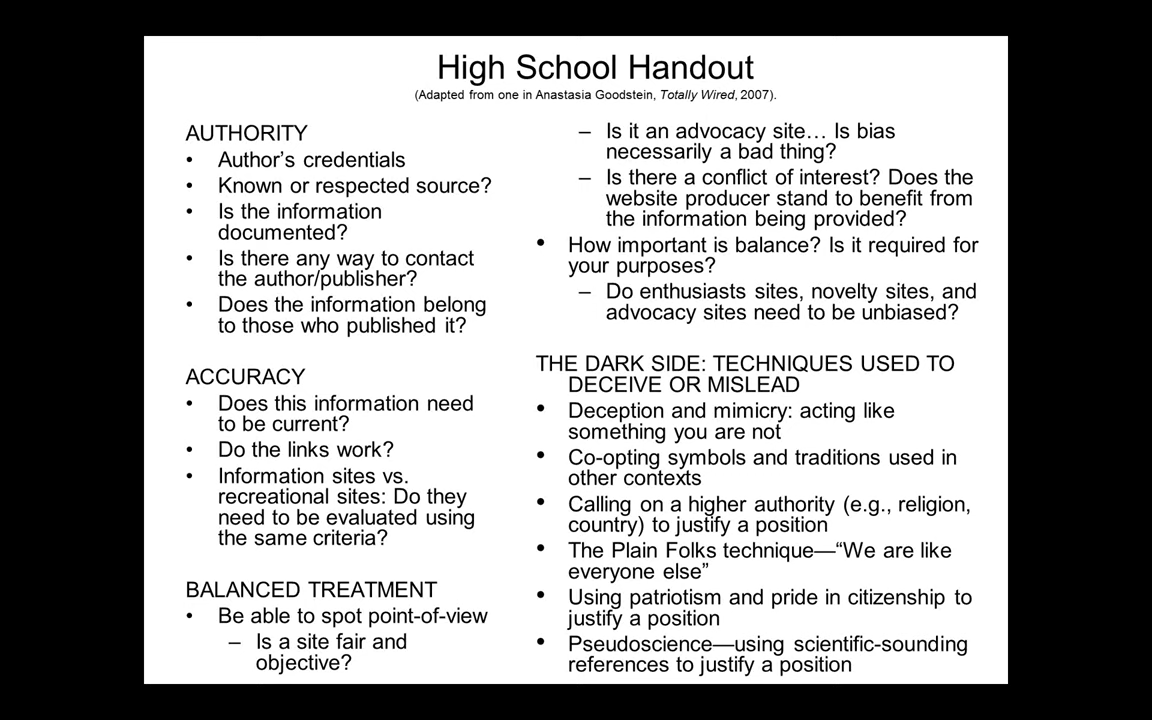 High School Handout
(Adapted from one in Anastasia Goodstein, Totally Wired, 2007).
AUTHORITY
• Author’s credentials
• Known or respected source?
• Is the information
documented?
• Is there any way to contact
the author/publisher?
• Does the information belong
to those who published it?
ACCURACY
• Does this information need
to be current?
• Do the links work?
• Information sites vs.
recreational sites: Do they
need to be evaluated using
the same criteria?
BALANCED TREATMENT
• Be able to spot point-of-view
– Is a site fair and
objective?
– Is it an advocacy site… Is bias
necessarily a bad thing?
– Is there a conflict of interest? Does the
website producer stand to benefit from
the information being provided?
• How important is balance? Is it required for
your purposes?
– Do enthusiasts sites, novelty sites, and
advocacy sites need to be unbiased?
THE DARK SIDE: TECHNIQUES USED TO
DECEIVE OR MISLEAD
• Deception and mimicry: acting like
something you are not
• Co-opting symbols and traditions used in
other contexts
• Calling on a higher authority (e.g., religion,
country) to justify a position
• The Plain Folks technique—“We are like
everyone else”
• Using patriotism and pride in citizenship to
justify a position
• Pseudoscience—using scientific-sounding
references to justify a position